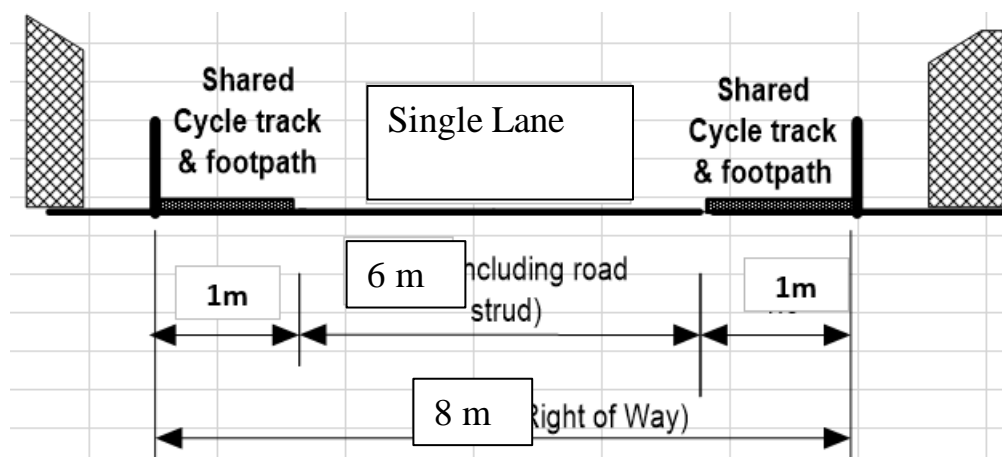 Shared
Cycle track
& footpath
Single Lane
Shared
Cycle track
& footpath
1m
6 m ncluding road
strud)
1m
8 m Right of Way)